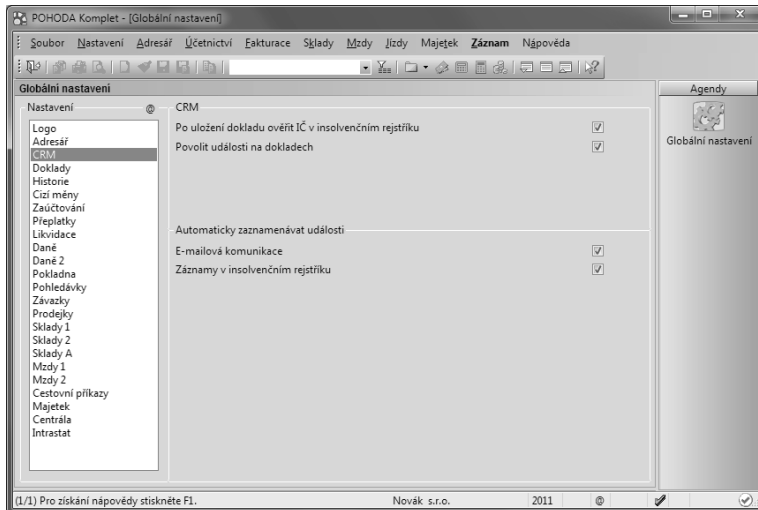 POHODA Komplet - [Globální nastavení]
Soubor Nastavení Adresář Účetnictví Fakturace Sklady Mzdy Jízdy Majetek Záznam Nápověda
Globální nastavení
Agendy
Nastavení @
CRM
Logo
Adresář
CRM
Doklady
Historie
Cizí měny
Zaúčtování
Přeplatky
Likvidace
Daně
Daně 2
Pokladna
Pohledávky
Závazky
Prodejky
Sklady 1
Sklady 2
Sklady A
Mzdy 1
Mzdy 2
Cestovní příkazy
Majetek
Centrála
Intrastat
Po uložení dokladu ověřit IČ v insolvenčním rejstříku
Povolit události na dokladech
Automaticky zaznamenávat události
E-mailová komunikace
Záznamy v insolvenčním rejstříku
Globální nastavení
(1/1) Pro získání nápovědy stiskněte F1. Novák s.r.o. 2011 @